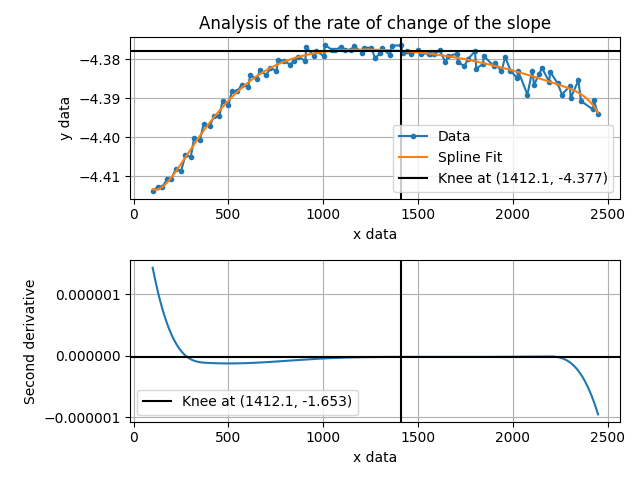 Analysis of the rate of change of the slope
−4.38
−4.39
−4.40
−4.41
y data
Data
Spline Fit
Knee at (1412.1, -4.377)
0
500
1000
1500
2000
2500
x data
0.000001
0.000000
−0.000001
Second derivative
Knee at (1412.1, -1.653)
0
500
1000
1500
2000
2500
x data